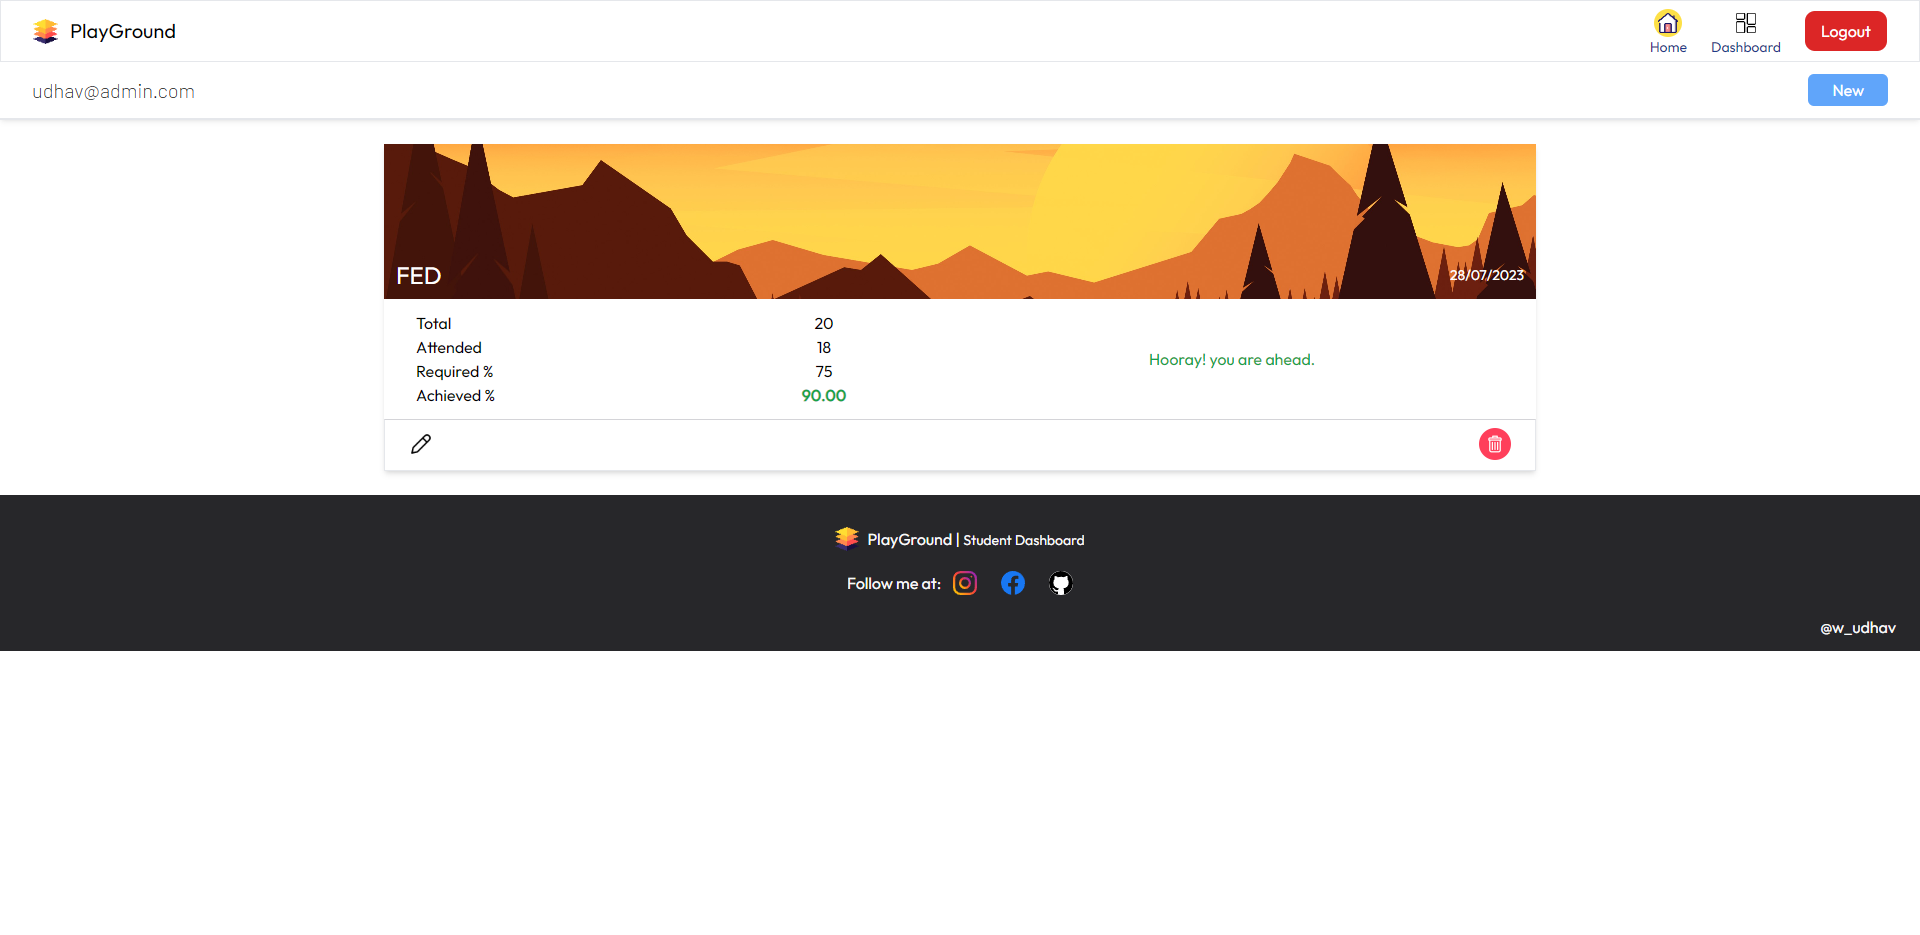 PlayGround
Home
Dashboard
Logout
udhav@admin.com
New
FED
28/07/2023
Total 20
Attended 18
Required % 75
Achieved % 90.00
Hooray! you are ahead.
PlayGround | Student Dashboard
Follow me at:
@w_udhav